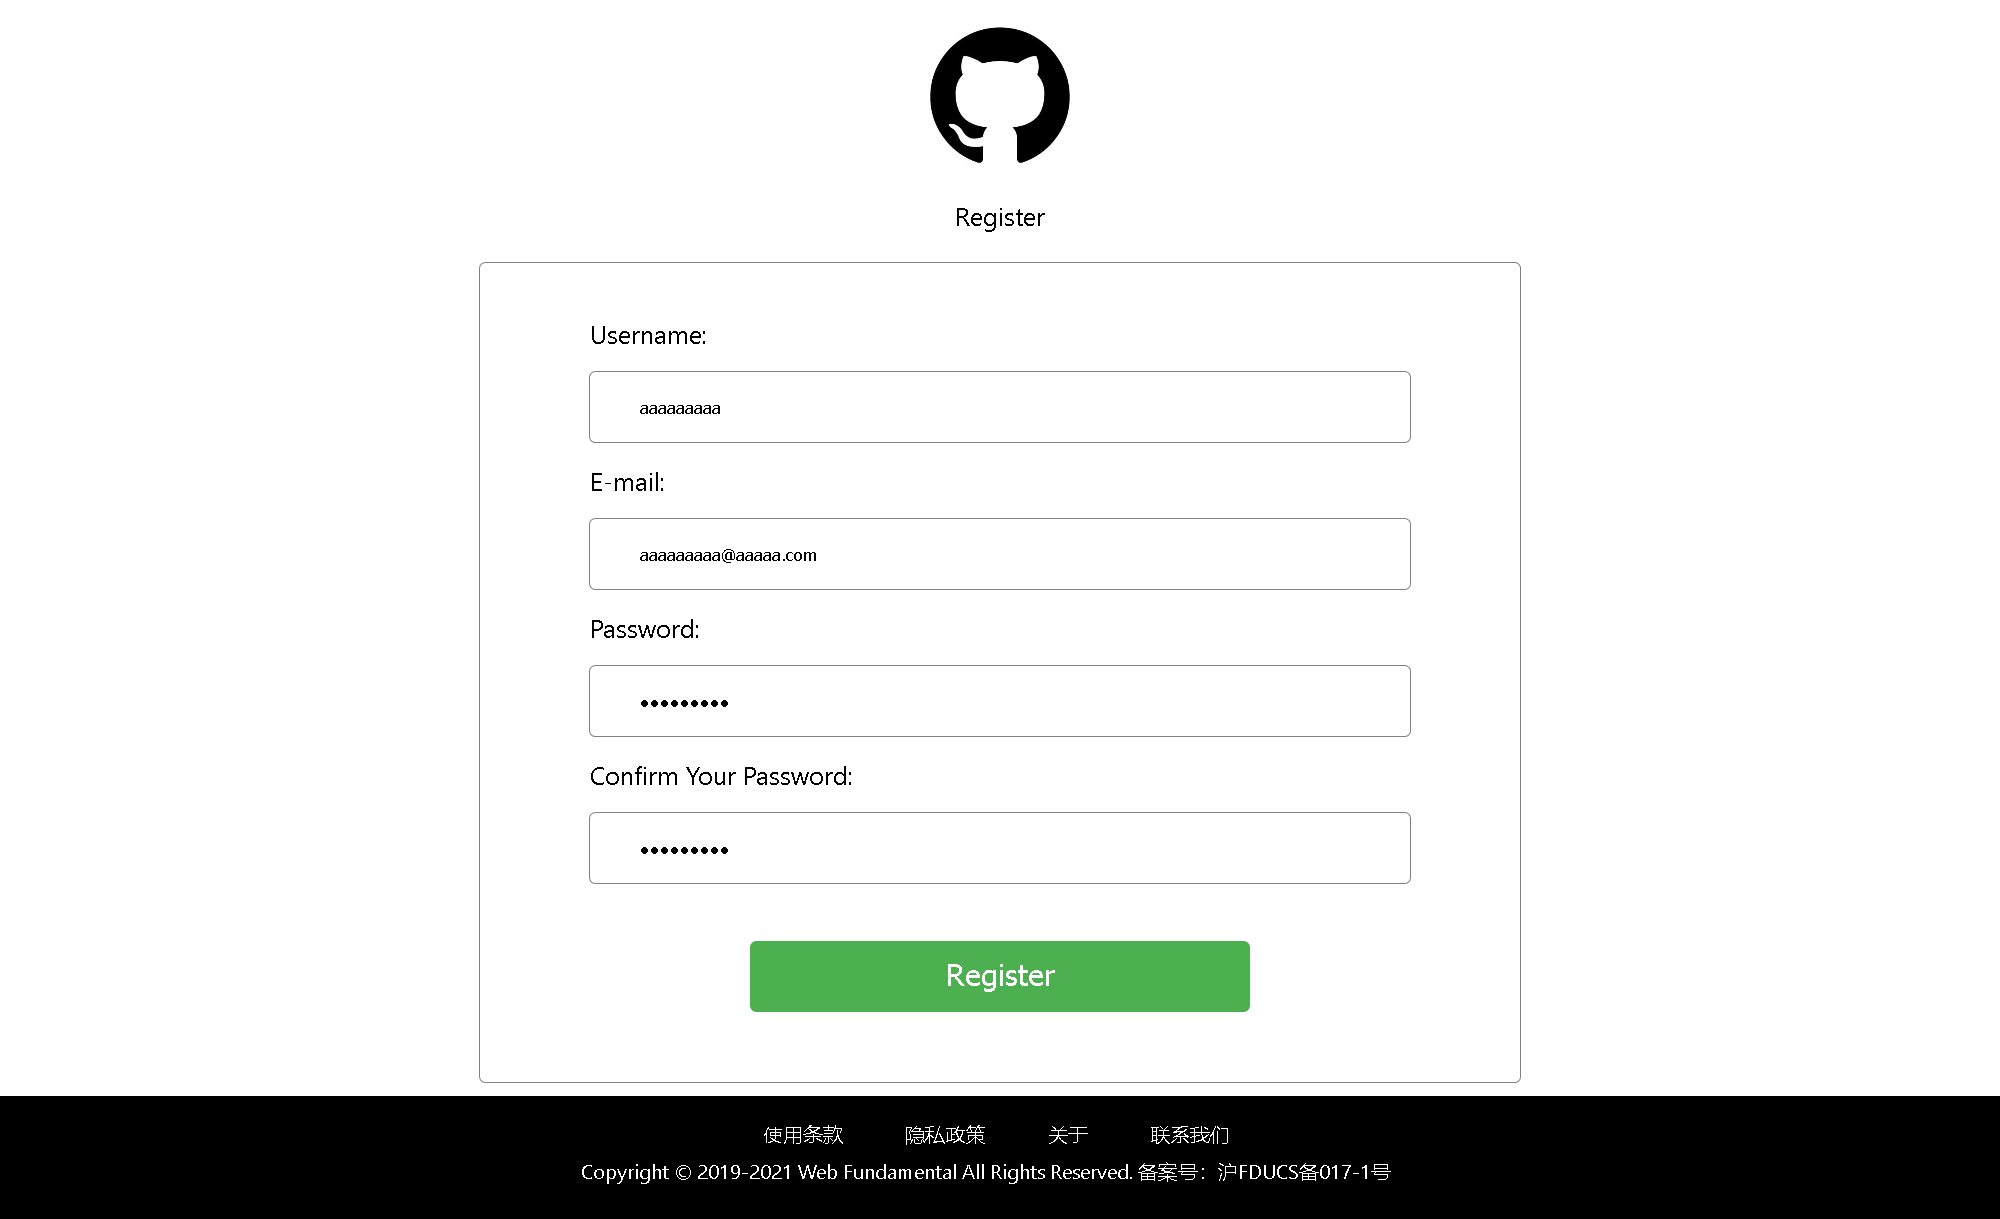 Register
Username:
aaaaaaaaa
E-mail:
aaaaaaaaa@aaaaa.com
Password:
•••••••••
Confirm Your Password:
•••••••••
Register
使用条款 隐私政策 关于 联系我们
Copyright © 2019-2021 Web Fundamental All Rights Reserved. 备案号：沪FDUCS备017-1号